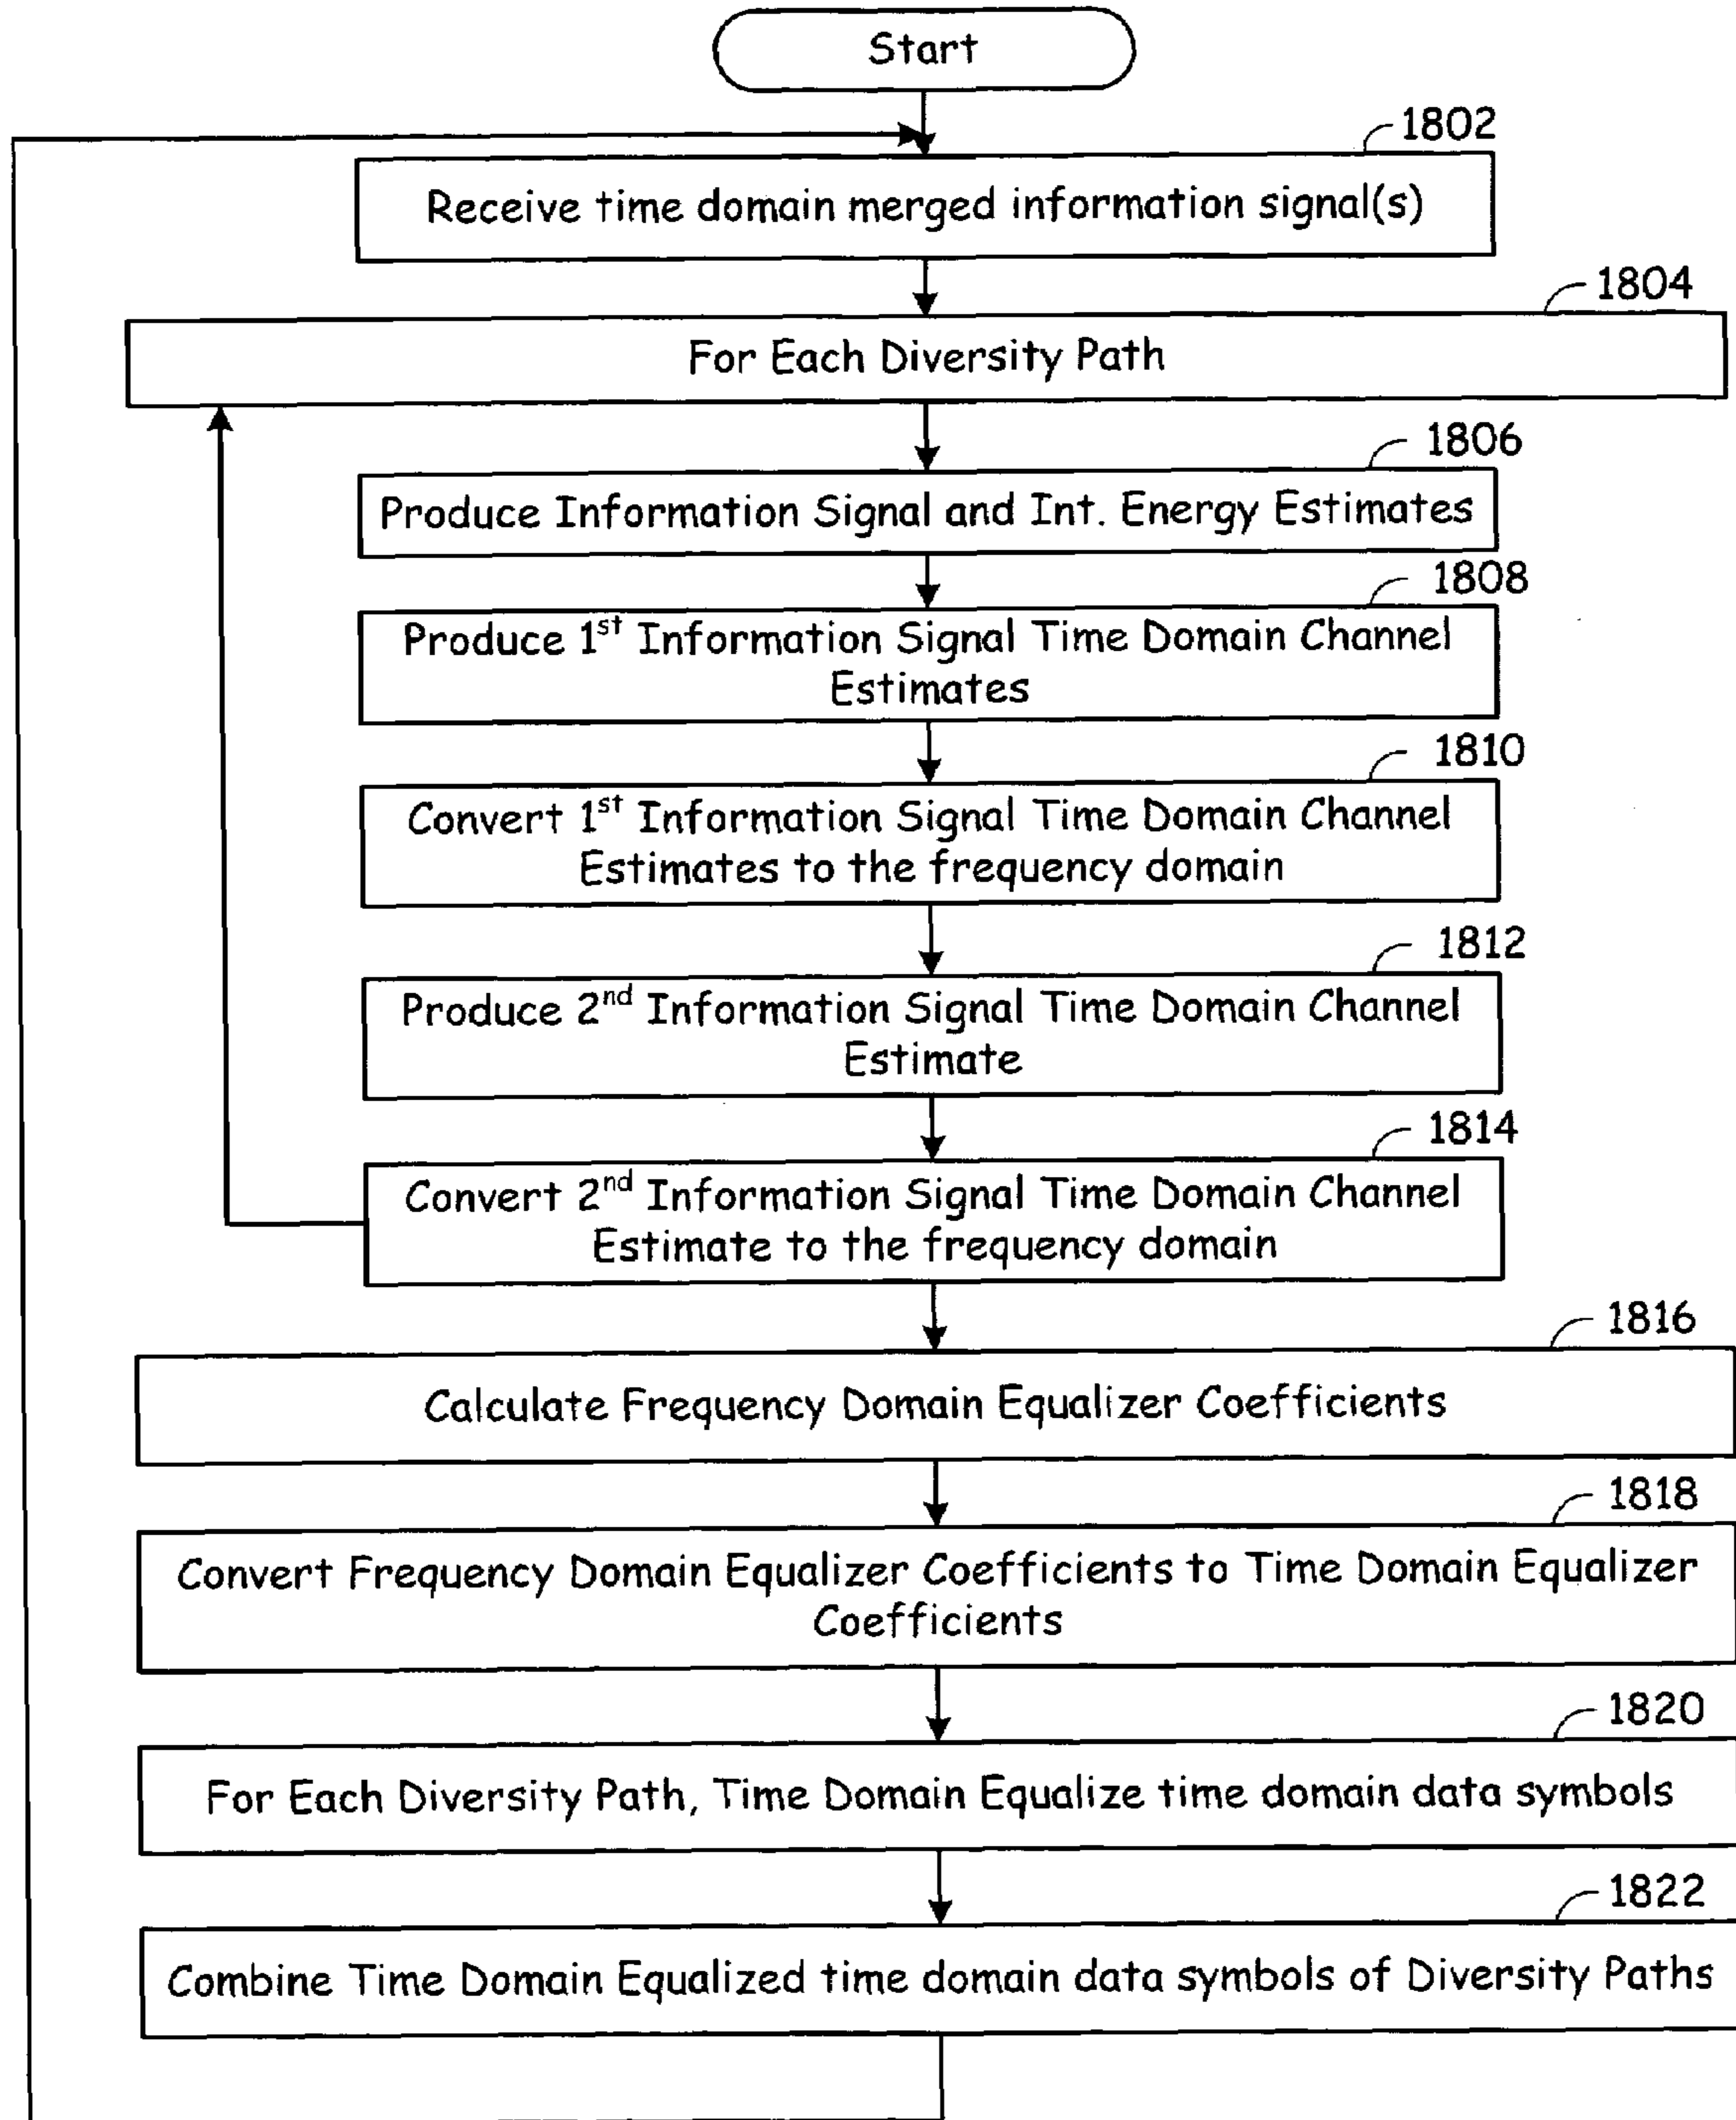 Start
1802
Receive time domain merged information signal(s)
1804
For Each Diversity Path
1806
Produce Information Signal and Int. Energy Estimates
1808
Produce 1st Information Signal Time Domain Channel
Estimates
1810
Convert 1st Information Signal Time Domain Channel
Estimates to the frequency domain
1812
Produce 2nd Information Signal Time Domain Channel
Estimate
1814
Convert 2nd Information Signal Time Domain Channel
Estimate to the frequency domain
1816
Calculate Frequency Domain Equalizer Coefficients
1818
Convert Frequency Domain Equalizer Coefficients to Time Domain Equalizer
Coefficients
1820
For Each Diversity Path, Time Domain Equalize time domain data symbols
1822
Combine Time Domain Equalized time domain data symbols of Diversity Paths